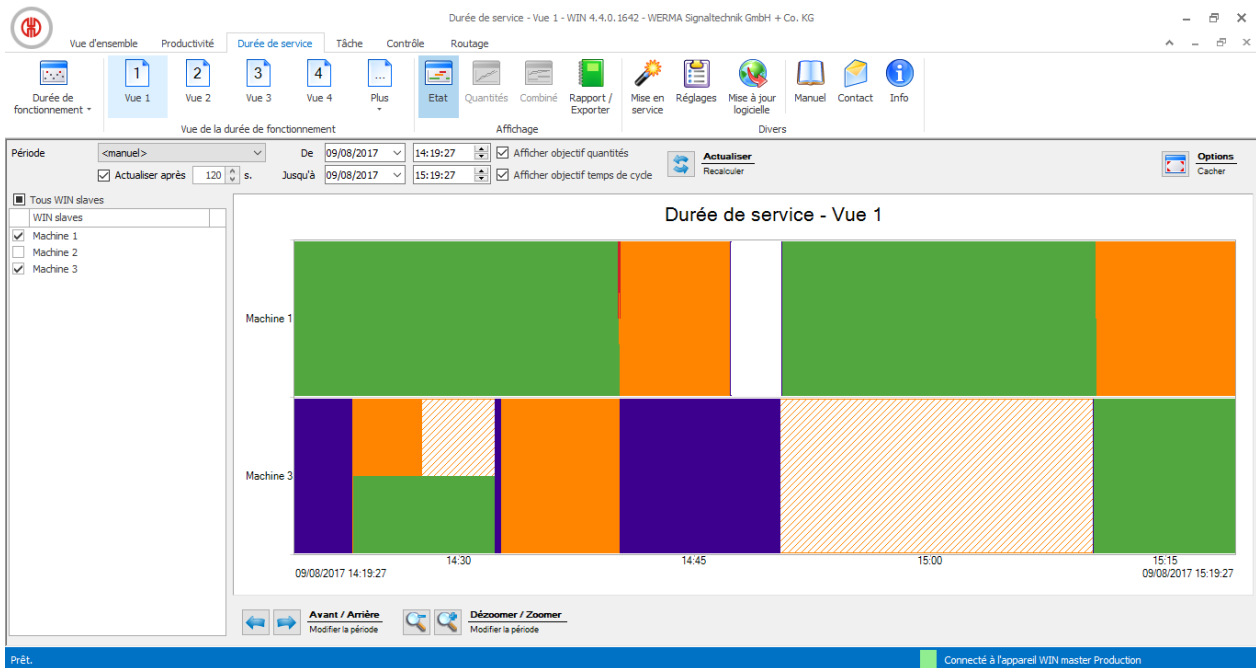 Durée de service - Vue 1 - WIN 4.4.0.1642 - WERMA Signaltechnik GmbH + Co. KG
Vue d'ensemble Productivité Durée de service Tâche Contrôle Routage
Durée de fonctionnement
1 Vue 1
2 Vue 2
3 Vue 3
4 Vue 4
... Plus
Etat
Quantités
Combiné
Rapport / Exporter
Mise en service
Réglages
Mise à jour logicielle
Manuel
Contact
Info
Vue de la durée de fonctionnement
Affichage
Divers
Période <manuel> De 09/08/2017 14:19:27 Afficher objectif quantités
Actualiser après 120 s. Jusqu'à 09/08/2017 15:19:27 Afficher objectif temps de cycle
Actualiser
Recalculer
Options
Cacher
Tous WIN slaves
WIN slaves
Machine 1
Machine 2
Machine 3
Durée de service - Vue 1
Machine 1
Machine 3
14:30 14:45 15:00 15:15
09/08/2017 14:19:27 09/08/2017 15:19:27
Avant / Arrière
Modifier la période
Dézoomer / Zoomer
Modifier la période
Prêt.
Connecté à l'appareil WIN master Production